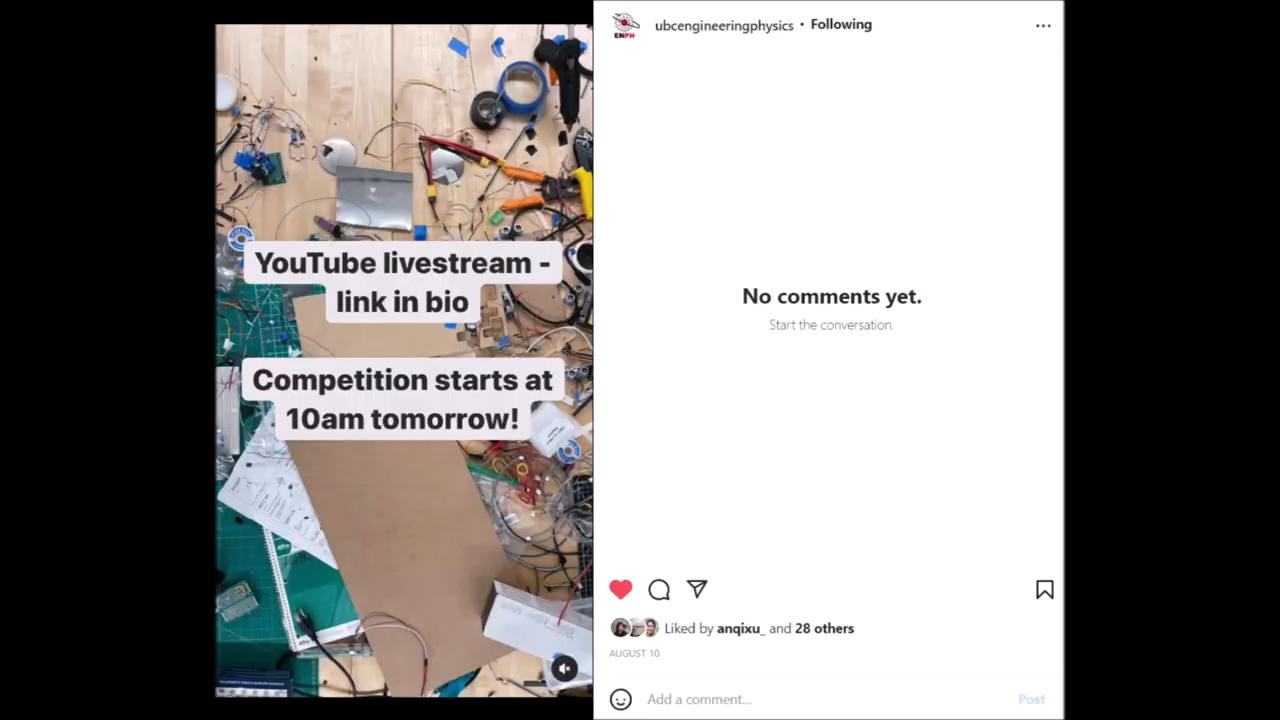 YouTube livestream -
link in bio
Competition starts at
10am tomorrow!
ENPH
ubcengineeringphysics • Following
No comments yet.
Start the conversation.
Liked by anqixu_ and 28 others
AUGUST 10
Add a comment...
Post